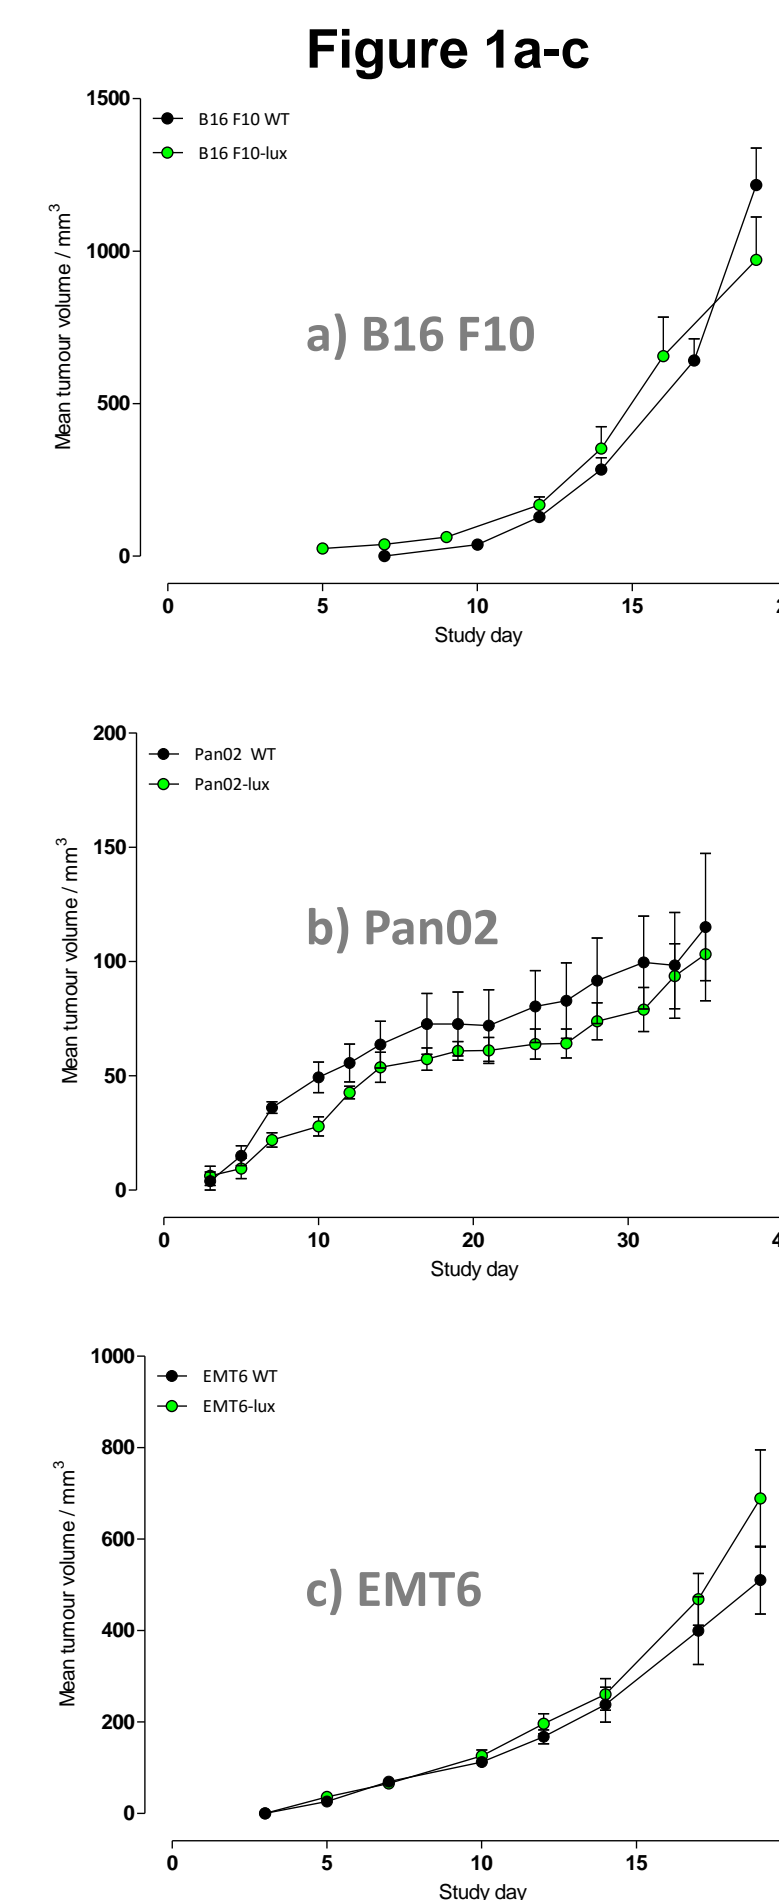 Figure 1a-c
1500
B16 F10 WT
B16 F10-lux
1000
a) B16 F10
500
0
Mean tumour volume / mm3
0 5 10 15
Study day
200
Pan02 WT
Pan02-lux
150
b) Pan02
100
50
0
Mean tumour volume / mm3
0 10 20 30
Study day
1000
EMT6 WT
EMT6-lux
800
600
c) EMT6
400
200
0
Mean tumour volume / mm3
0 5 10 15
Study day